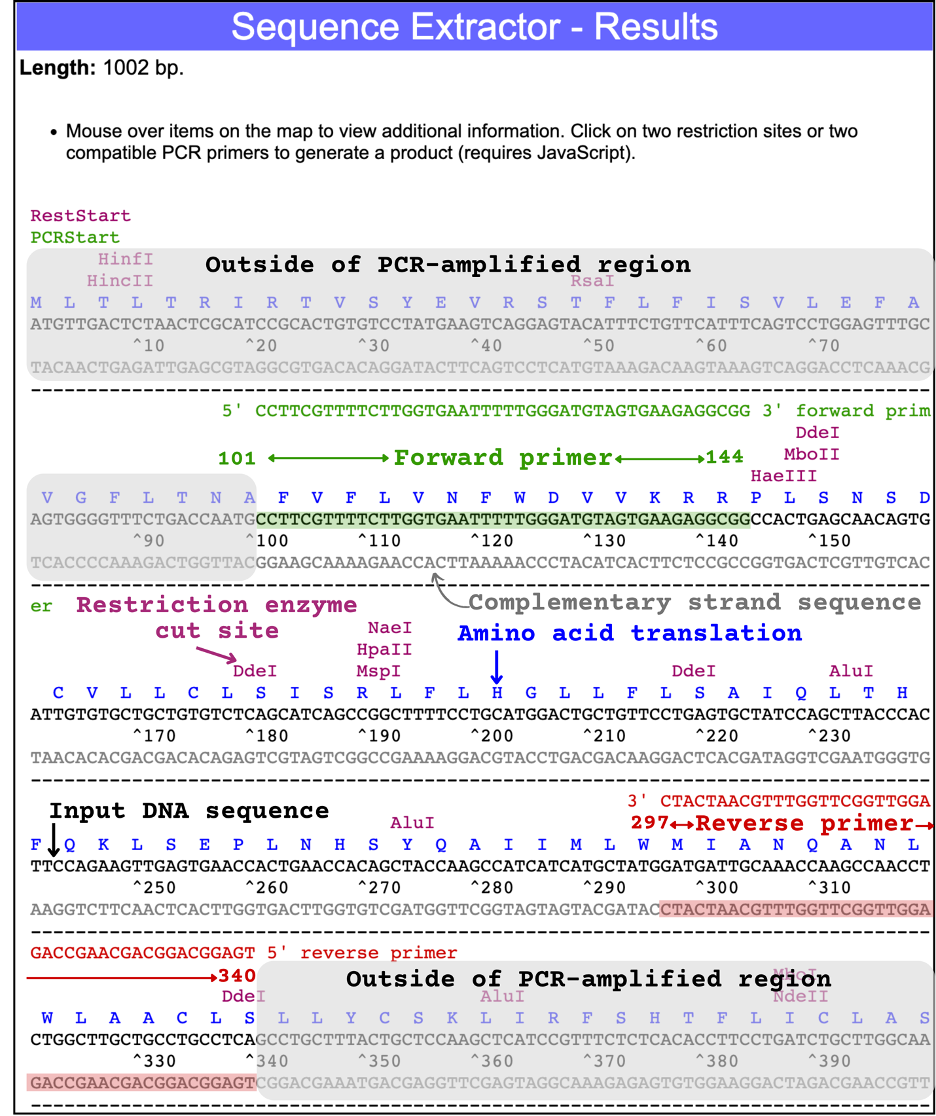 Sequence Extractor - Results
Length: 1002 bp.
• Mouse over items on the map to view additional information. Click on two restriction sites or two
compatible PCR primers to generate a product (requires JavaScript).
RestStart
PCRStart
HinfI
Outside of PCR-amplified region
HincII RsaI
M L T L T R I R T V S Y E V R S T F L F I S V L E F A
ATGTTGACTCTAACTCGCATCCGCACTGTGTCCTATGAAGTCAGGAGTACATTTCTGTTCATTTCAGTCCTGGAGTTTGC
^10 ^20 ^30 ^40 ^50 ^60 ^70
TACAACTGAGATTGAGCGTAGGCGTGACACAGGATACTTCAGTCCTCATGTAAAGACAAGTAAAGTCAGGACCTCAAACG
5' CCTTCGTTTTCTTGGTGAATTTTTGGGATGTAGTGAAGAGGCGG 3' forward prim
DdeI
101 Forward primer 144 MboII
HaeIII
V G F L T N A F V F L V N F W D V V K R R P L S N S D
AGTGGGGTTTCTGACCAATGCCTTCGTTTTCTTGGTGAATTTTTGGGATGTAGTGAAGAGGCGGCCACTGAGCAACAGTG
^90 ^100 ^110 ^120 ^130 ^140 ^150
TCACCCCAAAGACTGGTTACGGAAGCAAAAGAACCACTTAAAAACCCTACATCACTTCTCCGCCGGTGACTCGTTGTCAC
er Restriction enzyme
cut site
Complementary strand sequence
NaeI
Amino acid translation
HpaII
DdeI MspI DdeI AluI
C V L L C L S I S R L F L H G L L F L S A I Q L T H
ATTGTGTGCTGCTGTGTCTCAGCATCAGCCGGCTTTTCCTGCATGGACTGCTGTTCCTGAGTGCTATCCAGCTTACCCAC
^170 ^180 ^190 ^200 ^210 ^220 ^230
TAACACACGACGACACAGAGTCGTAGTCGGCCGAAAAGGACGTACCTGACGACAAGGACTCACGATAGGTCGAATGGGTG
3' CTACTAACGTTTGGTTCGGTTGGA
Input DNA sequence
AluI 297 Reverse primer
F Q K L S E P L N H S Y Q A I I M L W M I A N Q A N L
TTCCAGAAGTTGAGTGAACCACTGAACCACAGCTACCAAGCCATCATCATGCTATGGATGATTGCAAACCAAGCCAACCT
^250 ^260 ^270 ^280 ^290 ^300 ^310
AAGGTCTTCAACTCACTTGGTGACTTGGTGTCGATGGTTCGGTAGTAGTACGATACCTACTAACGTTTGGTTCGGTTGGA
GACCGAACGACGGACGGAGT 5' reverse primer
340 Outside of PCR-amplified region MboI
DdeI AluI NdeII
W L A A C L S L L Y C S K L I R F S H T F L I C L A S
CTGGCTTGCTGCCTGCCTCAGCCTGCTTTACTGCTCCAAGCTCATCCGTTTCTCTCACACCTTCCTGATCTGCTTGGCAA
^330 ^340 ^350 ^360 ^370 ^380 ^390
GACCGAACGACGGACGGAGTCGGACGAAATGACGAGGTTCGAGTAGGCAAAGAGAGTGTGGAAGGACTAGACGAACCGTT